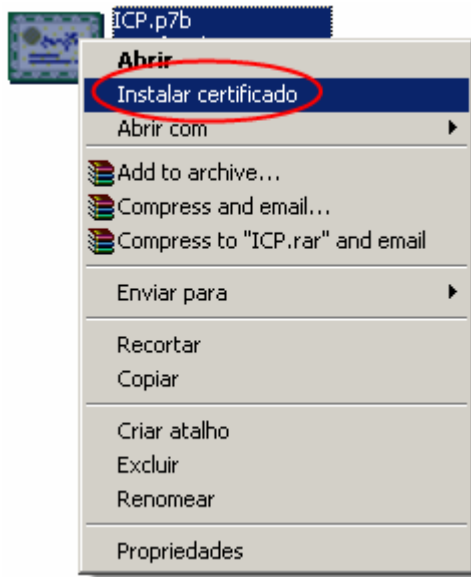 ICP.p7b
Abrir
Instalar certificado
Abrir com
Add to archive...
Compress and email...
Compress to "ICP.rar" and email
Enviar para
Recortar
Copiar
Criar atalho
Excluir
Renomear
Propriedades